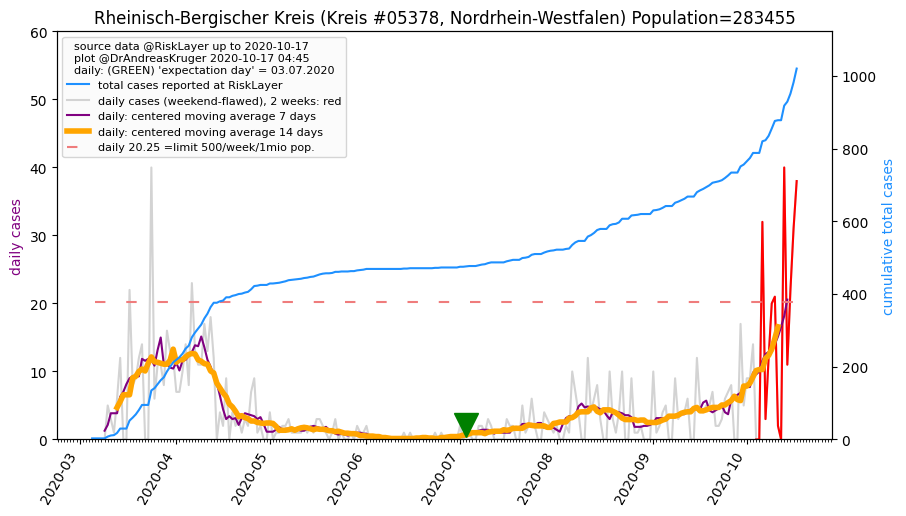 Rheinisch-Bergischer Kreis (Kreis #05378, Nordrhein-Westfalen) Population=283455
source data @RiskLayer up to 2020-10-17
plot @DrAndreasKruger 2020-10-17 04:45
daily: (GREEN) 'expectation day' = 03.07.2020
total cases reported at RiskLayer
daily cases (weekend-flawed), 2 weeks: red
daily: centered moving average 7 days
daily: centered moving average 14 days
daily 20.25 =limit 500/week/1mio pop.
daily cases
60
50
40
30
20
10
0
cumulative total cases
1000
800
600
400
200
0
2020-03
2020-04
2020-05
2020-06
2020-07
2020-08
2020-09
2020-10